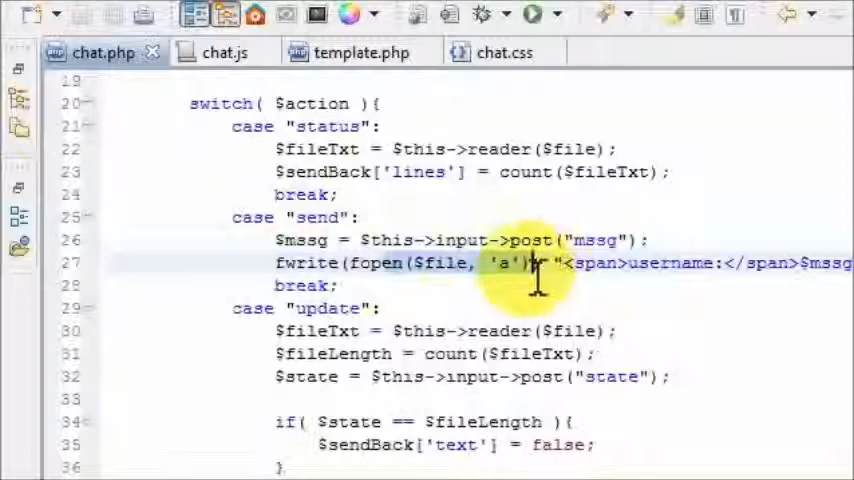 chat.php chat.js template.php chat.css
19
20 switch( $action ){
21 case "status":
22 $fileTxt = $this->reader($file);
23 $sendBack['lines'] = count($fileTxt);
24 break;
25 case "send":
26 $mssg = $this->input->post("mssg");
27 fwrite(fopen($file, 'a'), "<span>username:</span>$mssg
28 break;
29 case "update":
30 $fileTxt = $this->reader($file);
31 $fileLength = count($fileTxt);
32 $state = $this->input->post("state");
33
34 if( $state == $fileLength ){
35 $sendBack['text'] = false;
36 }